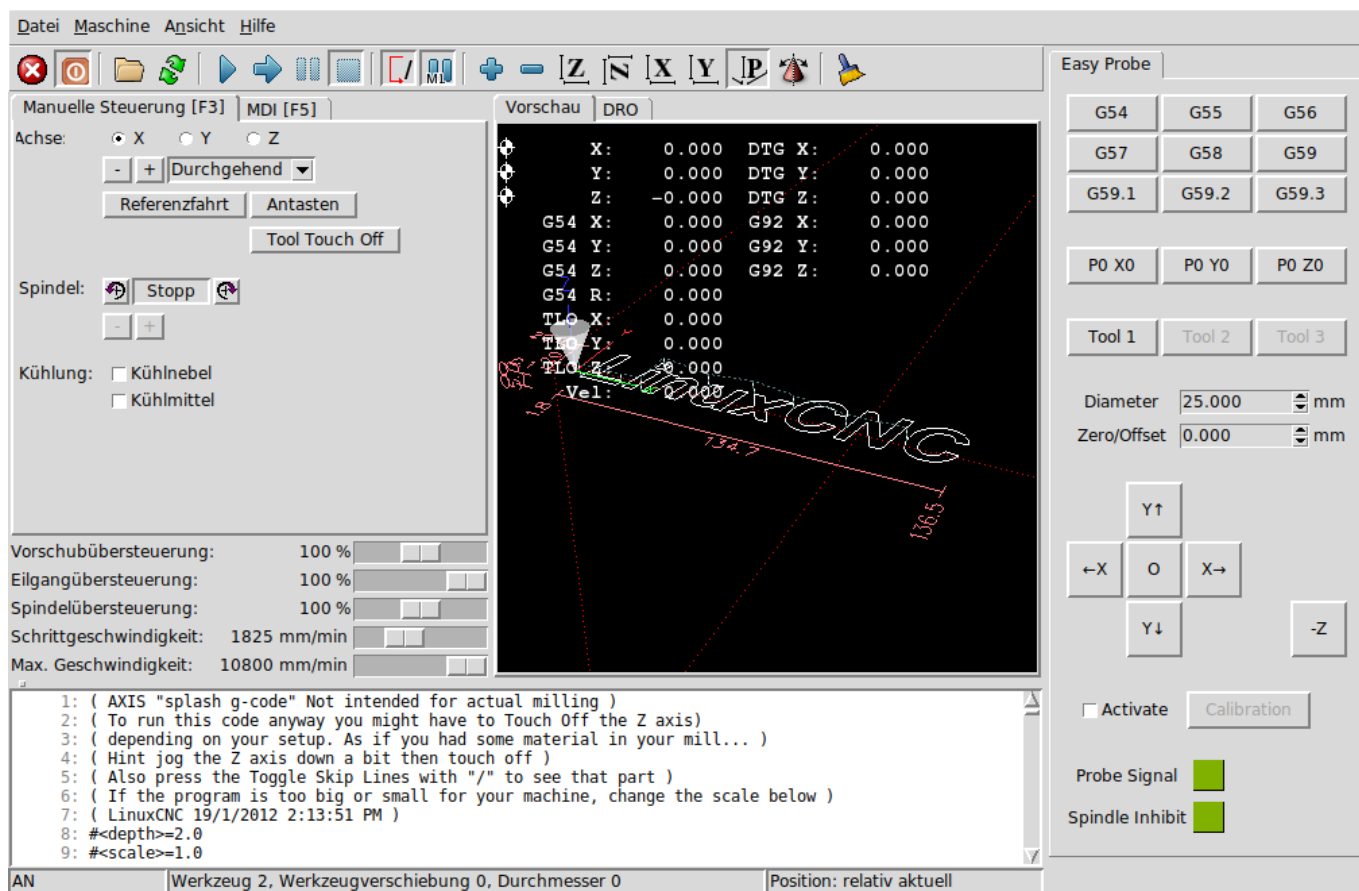 Datei Maschine Ansicht Hilfe
M1 Z N X Y P
Manuelle Steuerung [F3] MDI [F5]
Achse: X Y Z
- + Durchgehend
Referenzfahrt Antasten
Tool Touch Off
Spindel: Stopp
- +
Kühlung: Kühlnebel
Kühlmittel
Vorschubübersteuerung: 100 %
Eilgangübersteuerung: 100 %
Spindelübersteuerung: 100 %
Schrittgeschwindigkeit: 1825 mm/min
Max. Geschwindigkeit: 10800 mm/min
Vorschau DRO
X: 0.000 DTG X: 0.000
Y: 0.000 DTG Y: 0.000
Z: -0.000 DTG Z: 0.000
G54 X: 0.000 G92 X: 0.000
G54 Y: 0.000 G92 Y: 0.000
G54 Z: 0.000 G92 Z: 0.000
G54 R: 0.000
TLO X: 0.000
TLO Y: 0.000
TLO Z: 0.000
Vel: 0.000
LinuxCNC
1.8
134.7
136.5
1: ( AXIS "splash g-code" Not intended for actual milling )
2: ( To run this code anyway you might have to Touch Off the Z axis)
3: ( depending on your setup. As if you had some material in your mill... )
4: ( Hint jog the Z axis down a bit then touch off )
5: ( Also press the Toggle Skip Lines with "/" to see that part )
6: ( If the program is too big or small for your machine, change the scale below )
7: ( LinuxCNC 19/1/2012 2:13:51 PM )
8: #<depth>=2.0
9: #<scale>=1.0
AN Werkzeug 2, Werkzeugverschiebung 0, Durchmesser 0 Position: relativ aktuell
Easy Probe
G54 G55 G56
G57 G58 G59
G59.1 G59.2 G59.3
P0 X0 P0 Y0 P0 Z0
Tool 1 Tool 2 Tool 3
Diameter 25.000 mm
Zero/Offset 0.000 mm
Y↑
←X O X→
Y↓ -Z
Activate Calibration
Probe Signal
Spindle Inhibit